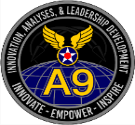 INNOVATION, ANALYSES, & LEADERSHIP DEVELOPMENT
A9
INNOVATE - EMPOWER - INSPIRE